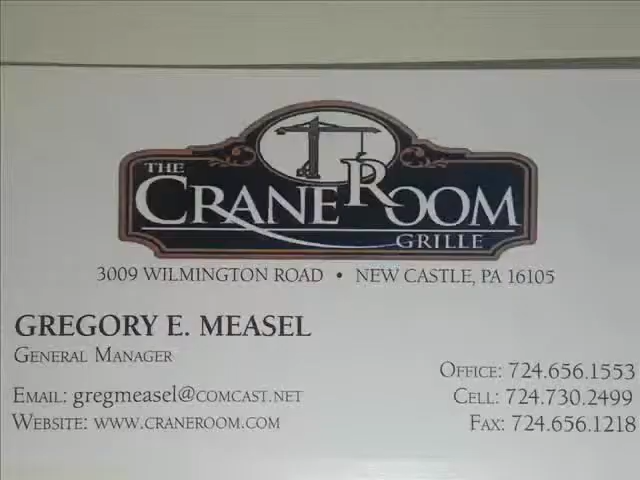 THE
CRANE ROOM
GRILLE
3009 WILMINGTON ROAD • NEW CASTLE, PA 16105
GREGORY E. MEASEL
GENERAL MANAGER
EMAIL: gregmeasel@COMCAST.NET
WEBSITE: WWW.CRANEROOM.COM
OFFICE: 724.656.1553
CELL: 724.730.2499
FAX: 724.656.1218